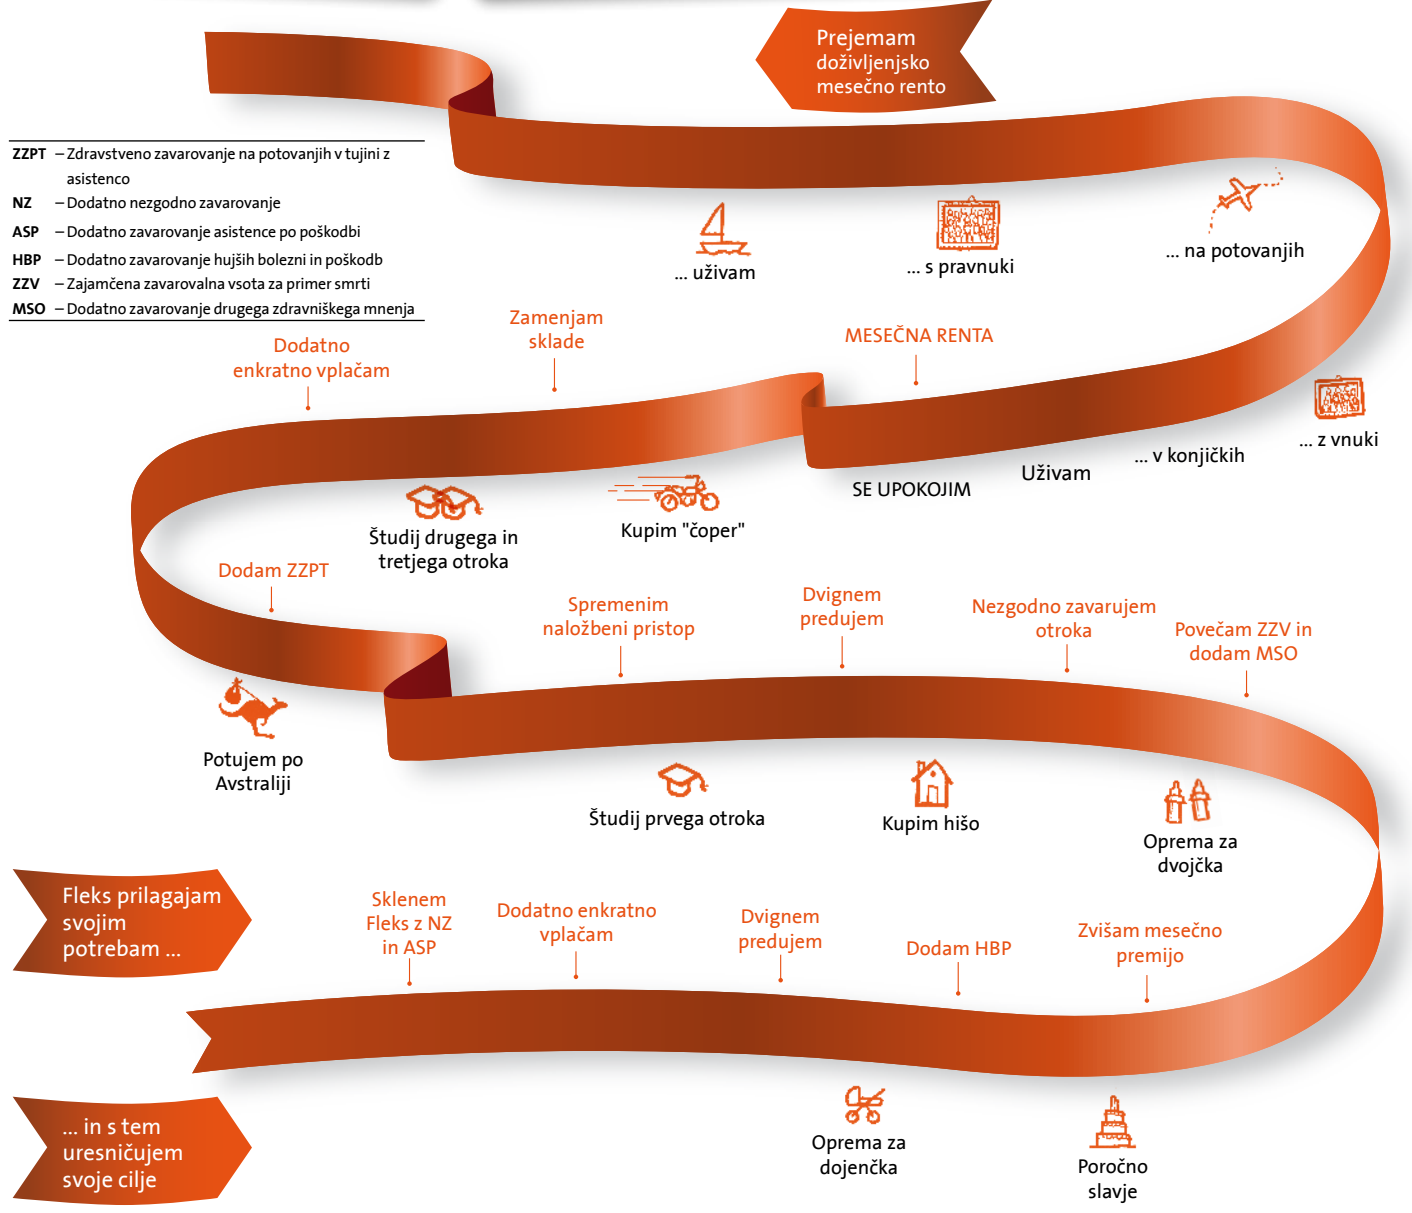 Prejemam
doživljenjsko
mesečno rento
ZZPT – Zdravstveno zavarovanje na potovanjih v tujini z
asistenco
NZ – Dodatno nezgodno zavarovanje
ASP – Dodatno zavarovanje asistence po poškodbi
HBP – Dodatno zavarovanje hujših bolezni in poškodb
ZZV – Zajamčena zavarovalna vsota za primer smrti
MSO – Dodatno zavarovanje drugega zdravniškega mnenja
... uživam
... s pravnuki
... na potovanjih
Dodatno
enkratno vplačam
Zamenjam
sklade
MESEČNA RENTA
... z vnuki
... v konjičkih
Uživam
SE UPOKOJIM
Študij drugega in
tretjega otroka
Kupim "čoper"
Dodam ZZPT
Spremenim
naložbeni pristop
Dvignem
predujem
Nezgodno zavarujem
otroka
Povečam ZZV in
dodam MSO
Potujem po
Avstraliji
Študij prvega otroka
Kupim hišo
Oprema za
dvojčka
Fleks prilagajam
svojim
potrebam ...
Sklenem
Fleks z NZ
in ASP
Dodatno enkratno
vplačam
Dvignem
predujem
Dodam HBP
Zvišam mesečno
premijo
... in s tem
uresničujem
svoje cilje
Oprema za
dojenčka
Poročno
slavje